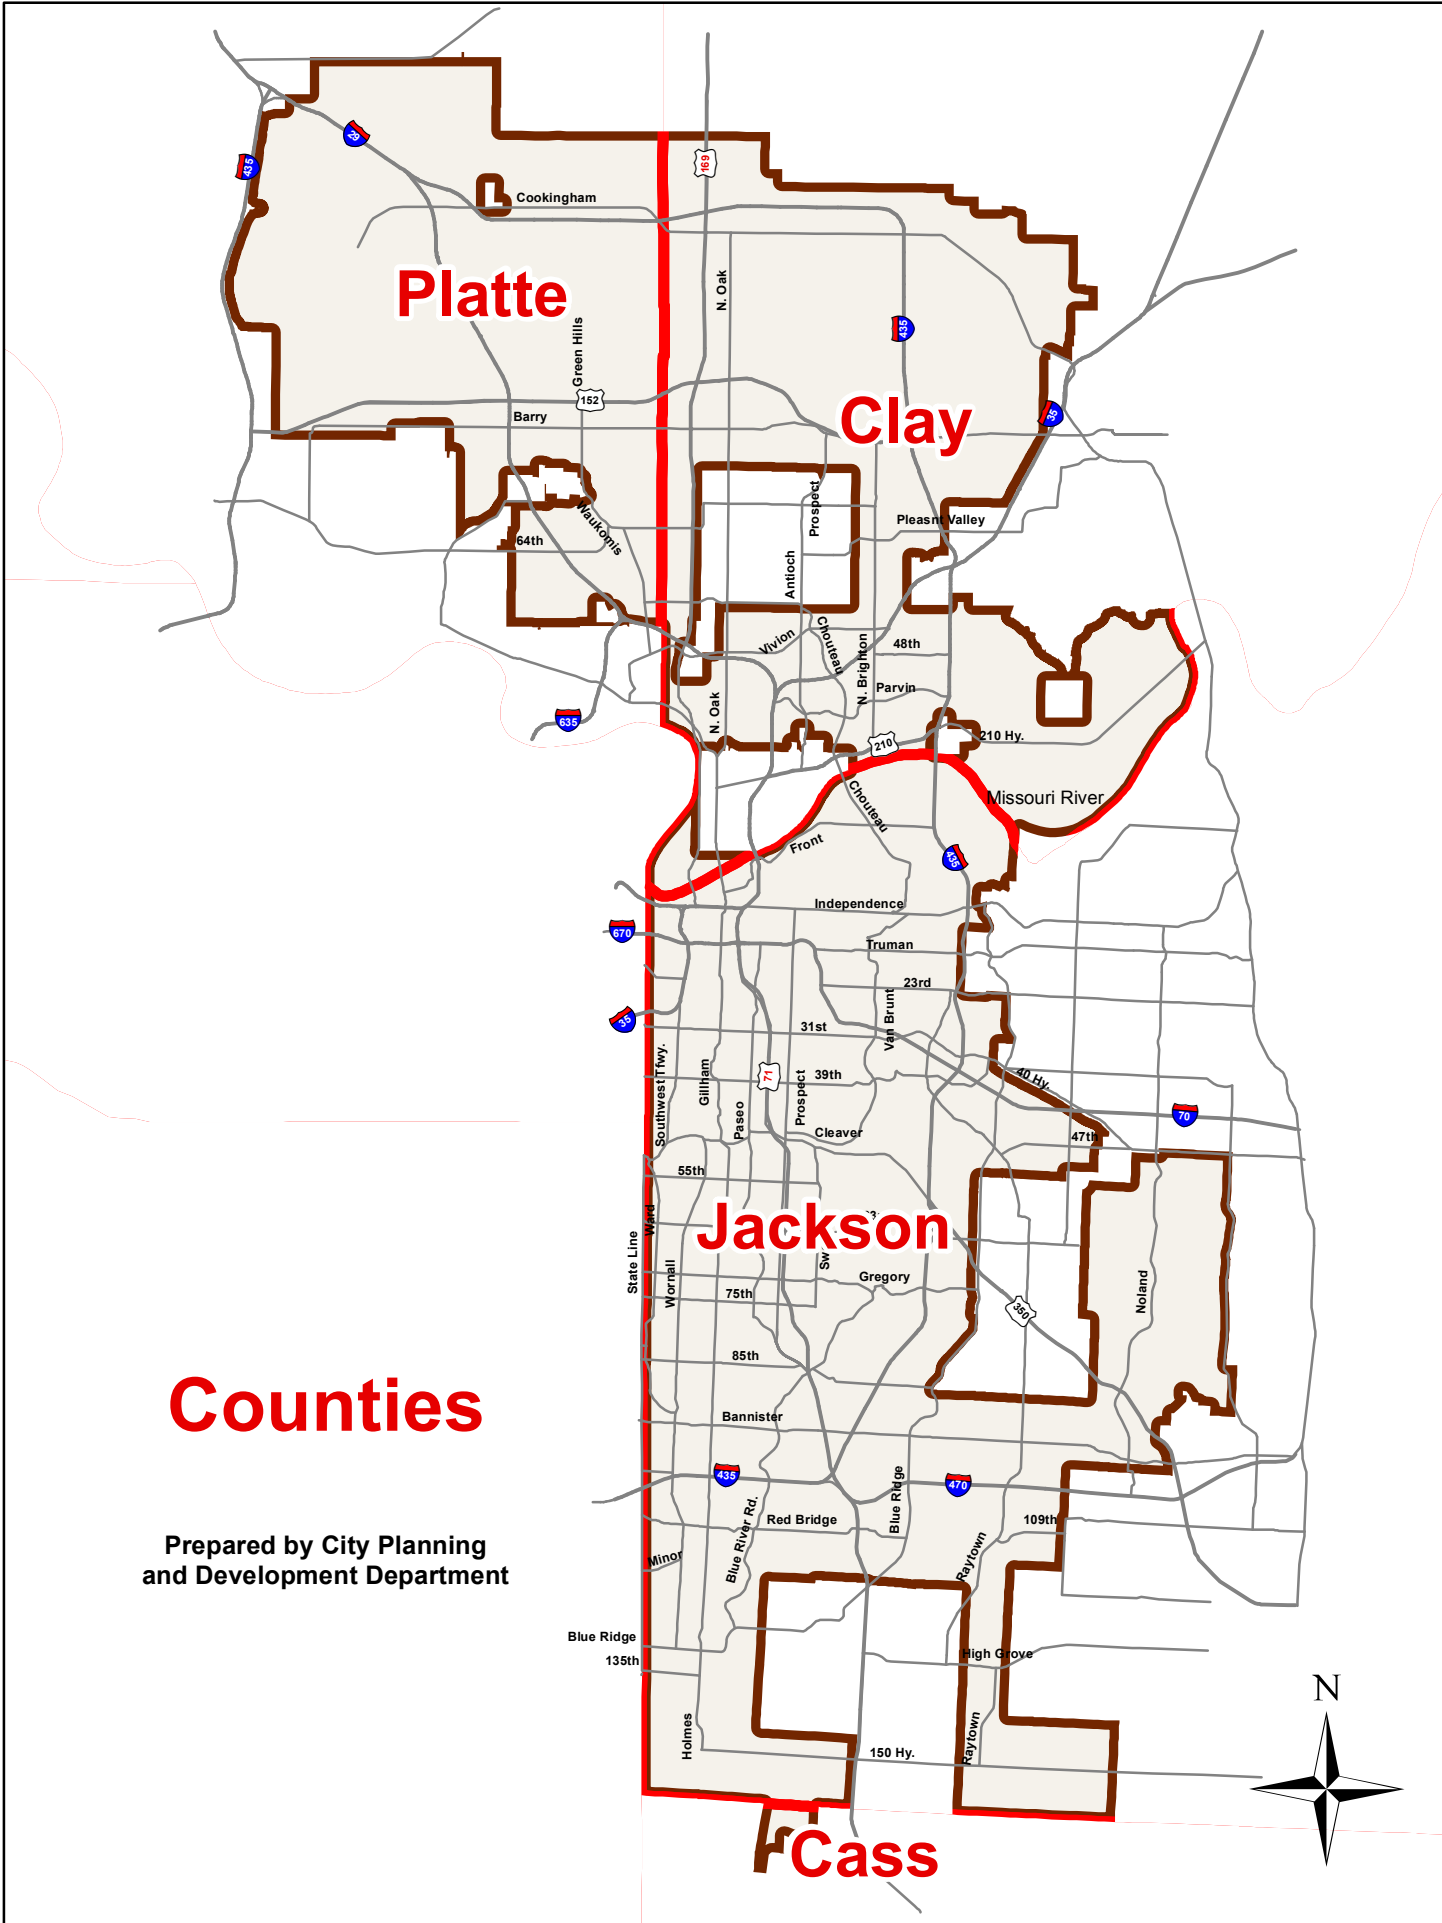 29
435
169
Cookingham
Platte
N. Oak
Green Hills
435
152
Barry
Clay
35
Prospect
Pleasnt Valley
Waukomis
64th
Antioch
Chouteau
Vivion
N. Brighton
48th
Parvin
N. Oak
635
210
210 Hy.
Missouri River
Chouteau
Front
435
Independence
670
Truman
23rd
Van Brunt
35
31st
Southwest Tfwy.
Gillham
71
39th
Prospect
40 Hy.
70
Paseo
Cleaver
47th
55th
Ward
Jackson
State Line
Wornall
Gregory
75th
Noland
350
85th
Counties
Bannister
435
470
Blue Ridge
Blue River Rd.
Red Bridge
109th
Raytown
Prepared by City Planning
and Development Department
Minor
Blue Ridge
135th
High Grove
Holmes
Raytown
150 Hy.
N
Cass